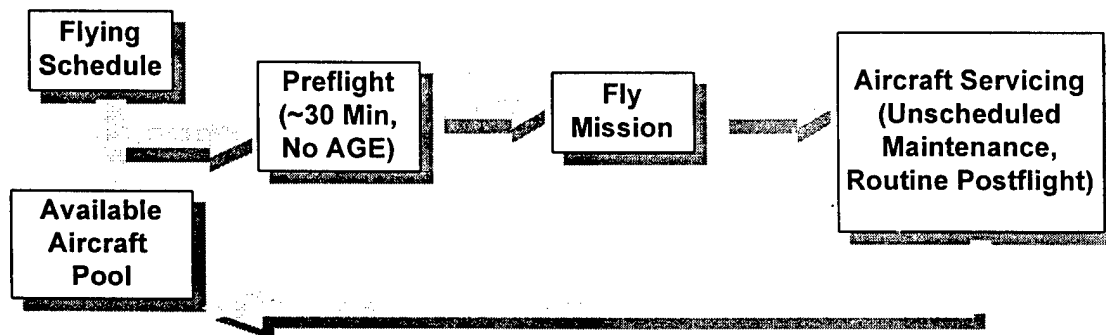 Flying
Schedule
Preflight
(~30 Min,
No AGE)
Fly
Mission
Aircraft Servicing
(Unscheduled
Maintenance,
Routine Postflight)
Available
Aircraft
Pool